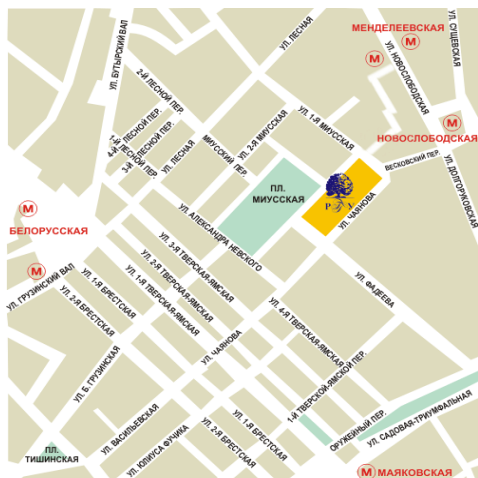 МЕНДЕЛЕЕВСКАЯ
М
М
УЛ. СУЩЕВСКАЯ
УЛ. НОВОСЛОБОДСКАЯ
УЛ. БУТЫРСКИЙ ВАЛ
УЛ. ЛЕСНАЯ
2-Й ЛЕСНОЙ ПЕР.
4-Й ЛЕСНОЙ ПЕР.
1-Й ЛЕСНОЙ ПЕР.
3-Й ЛЕСНОЙ ПЕР.
УЛ. ЛЕСНАЯ
МИУССКИЙ ПЕР.
УЛ. 2-Я МИУССКАЯ
УЛ. 1-Я МИУССКАЯ
М
НОВОСЛОБОДСКАЯ
ВЕСКОВСКИЙ ПЕР.
УЛ. ДОЛГОРУКОВСКАЯ
ПЛ.
МИУССКАЯ
УЛ. ЧАЯНОВА
М
БЕЛОРУССКАЯ
М
УЛ. ГРУЗИНСКИЙ ВАЛ
УЛ. АЛЕКСАНДРА НЕВСКОГО
УЛ. 3-Я ТВЕРСКАЯ-ЯМСКАЯ
УЛ. 2-Я ТВЕРСКАЯ-ЯМСКАЯ
УЛ. 1-Я ТВЕРСКАЯ-ЯМСКАЯ
УЛ. 1-Я БРЕСТСКАЯ
УЛ. 2-Я БРЕСТСКАЯ
УЛ. ФАДЕЕВА
УЛ. 4-Я ТВЕРСКАЯ-ЯМСКАЯ
УЛ. ЧАЯНОВА
УЛ. Б. ГРУЗИНСКАЯ
1-Й ТВЕРСКОЙ-ЯМСКОЙ ПЕР.
УЛ. ВАСИЛЬЕВСКАЯ
УЛ. ЮЛИУСА ФУЧИКА
УЛ. 1-Я БРЕСТСКАЯ
УЛ. 2-Я БРЕСТСКАЯ
ОРУЖЕЙНЫЙ ПЕР.
УЛ. САДОВАЯ-ТРИУМФАЛЬНАЯ
ПЛ.
ТИШИНСКАЯ
М МАЯКОВСКАЯ